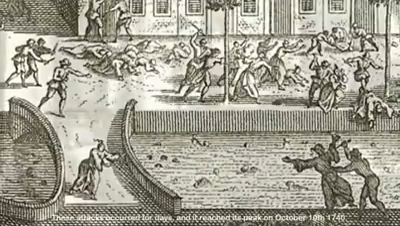 These attacks occurred for days, and it reached its peak on October 10th 1740.